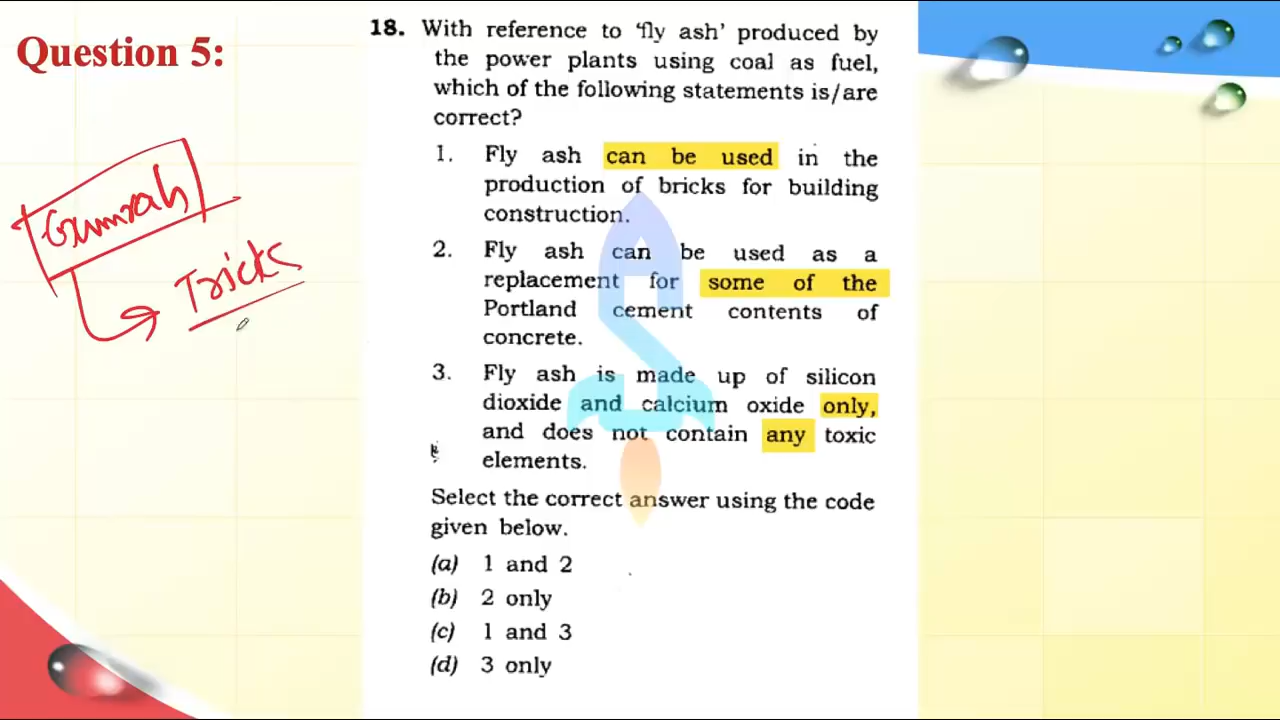 Question 5:
Gumrah
Tricks
18. With reference to 'fly ash' produced by
the power plants using coal as fuel,
which of the following statements is/are
correct?
1. Fly ash can be used in the
production of bricks for building
construction.
2. Fly ash can be used as a
replacement for some of the
Portland cement contents of
concrete.
3. Fly ash is made up of silicon
dioxide and calcium oxide only,
and does not contain any toxic
elements.
Select the correct answer using the code
given below.
(a) 1 and 2
(b) 2 only
(c) 1 and 3
(d) 3 only